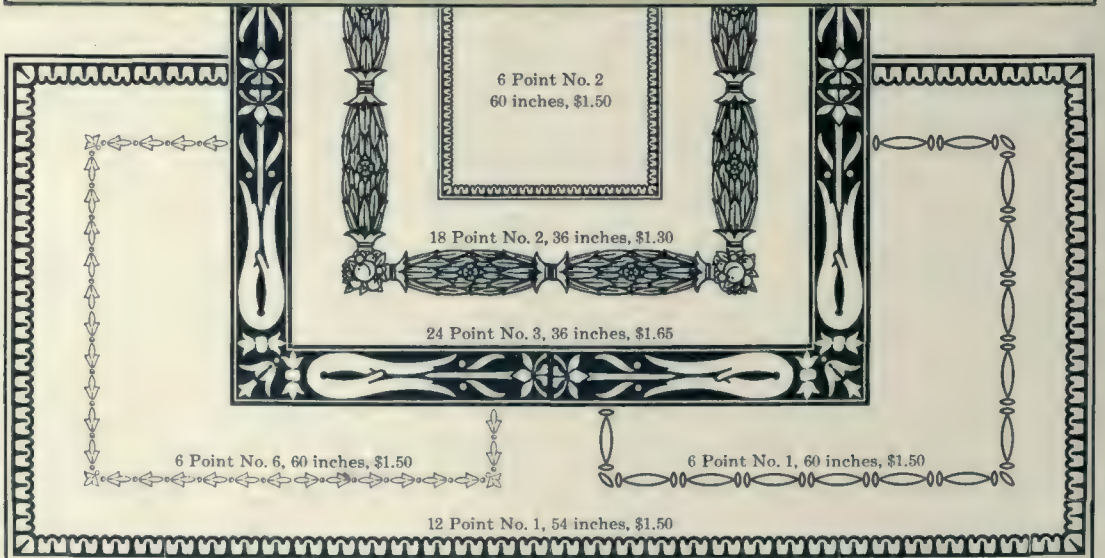 6 Point No. 2
60 inches, $1.50
18 Point No. 2, 36 inches, $1.30
24 Point No. 3, 36 inches, $1.65
6 Point No. 6, 60 inches, $1.50
6 Point No. 1, 60 inches, $1.50
12 Point No. 1, 54 inches, $1.50